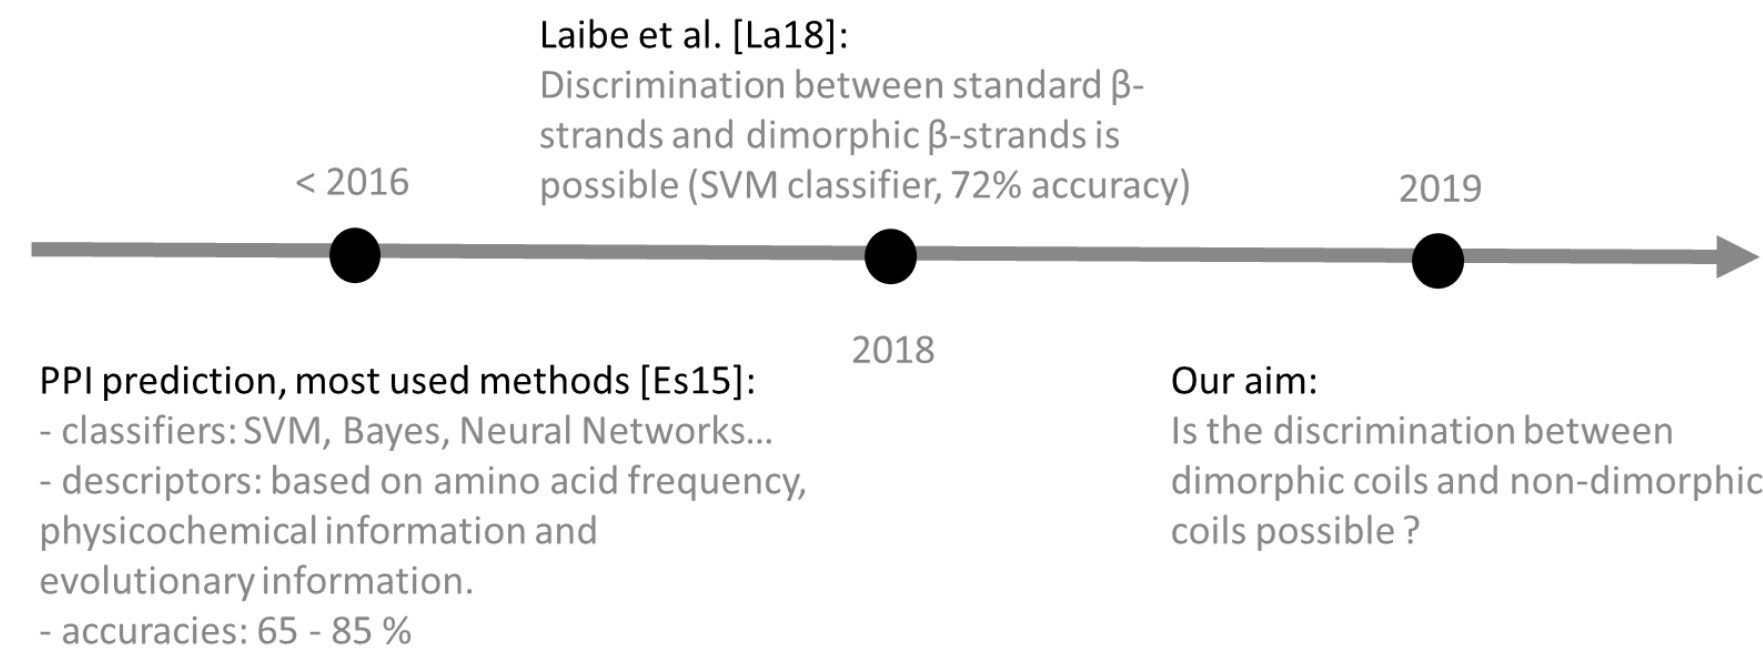 Laibe et al. [La18]:
Discrimination between standard β-
strands and dimorphic β-strands is
possible (SVM classifier, 72% accuracy)
< 2016
2019
2018
PPI prediction, most used methods [Es15]:
- classifiers: SVM, Bayes, Neural Networks...
- descriptors: based on amino acid frequency,
physicochemical information and
evolutionary information.
- accuracies: 65 - 85 %
Our aim:
Is the discrimination between
dimorphic coils and non-dimorphic
coils possible ?